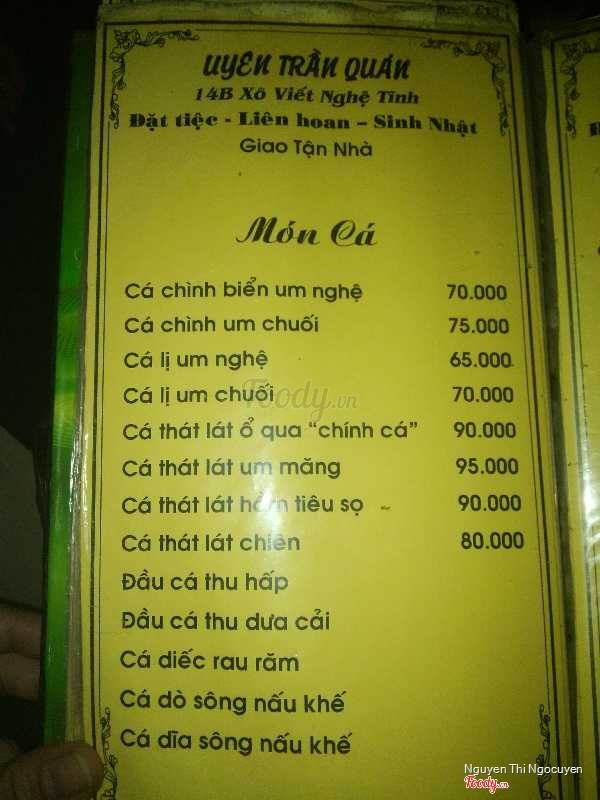 UYEN TRẦN QUÁN
14B Xô Viết Nghệ Tĩnh
Đặt tiệc - Liên hoan - Sinh Nhật
Giao Tận Nhà
Món Cá
Cá chình biển um nghệ 70.000
Cá chình um chuối 75.000
Cá lị um nghệ 65.000
Cá lị um chuối 70.000
Foody.vn
Cá thát lát ổ qua "chính cá" 90.000
Cá thát lát um măng 95.000
Cá thát lát hầm tiêu sọ 90.000
Cá thát lát chiên 80.000
Đầu cá thu hấp
Đầu cá thu dưa cải
Cá diếc rau răm
Cá dò sông nấu khế
Cá dĩa sông nấu khế
Nguyen Thi Ngocuyen
Foody.vn